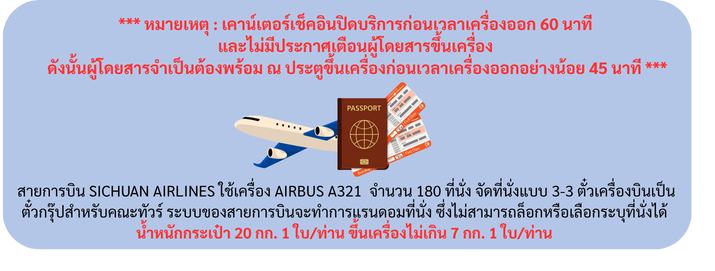 *** หมายเหตุ : เคาน์เตอร์เช็คอินปิดบริการก่อนเวลาเครื่องออก 60 นาที
และไม่มีประกาศเตือนผู้โดยสารขึ้นเครื่อง
ดังนั้นผู้โดยสารจำเป็นต้องพร้อม ณ ประตูขึ้นเครื่องก่อนเวลาเครื่องออกอย่างน้อย 45 นาที ***
PASSPORT
สายการบิน SICHUAN AIRLINES ใช้เครื่อง AIRBUS A321 จำนวน 180 ที่นั่ง จัดที่นั่งแบบ 3-3 ตั๋วเครื่องบินเป็น
ตั๋วกรุ๊ปสำหรับคณะทัวร์ ระบบของสายการบินจะทำการแรนดอมที่นั่ง ซึ่งไม่สามารถล็อกหรือเลือกระบุที่นั่งได้
น้ำหนักกระเป๋า 20 กก. 1 ใบ/ท่าน ขึ้นเครื่องไม่เกิน 7 กก. 1 ใบ/ท่าน